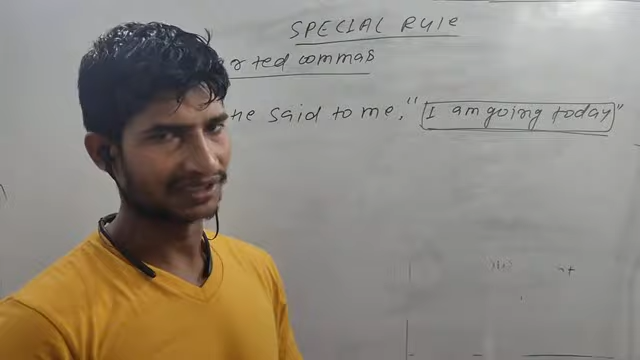 SPECIAL RULE
rted commas
he said to me, "I am going today"